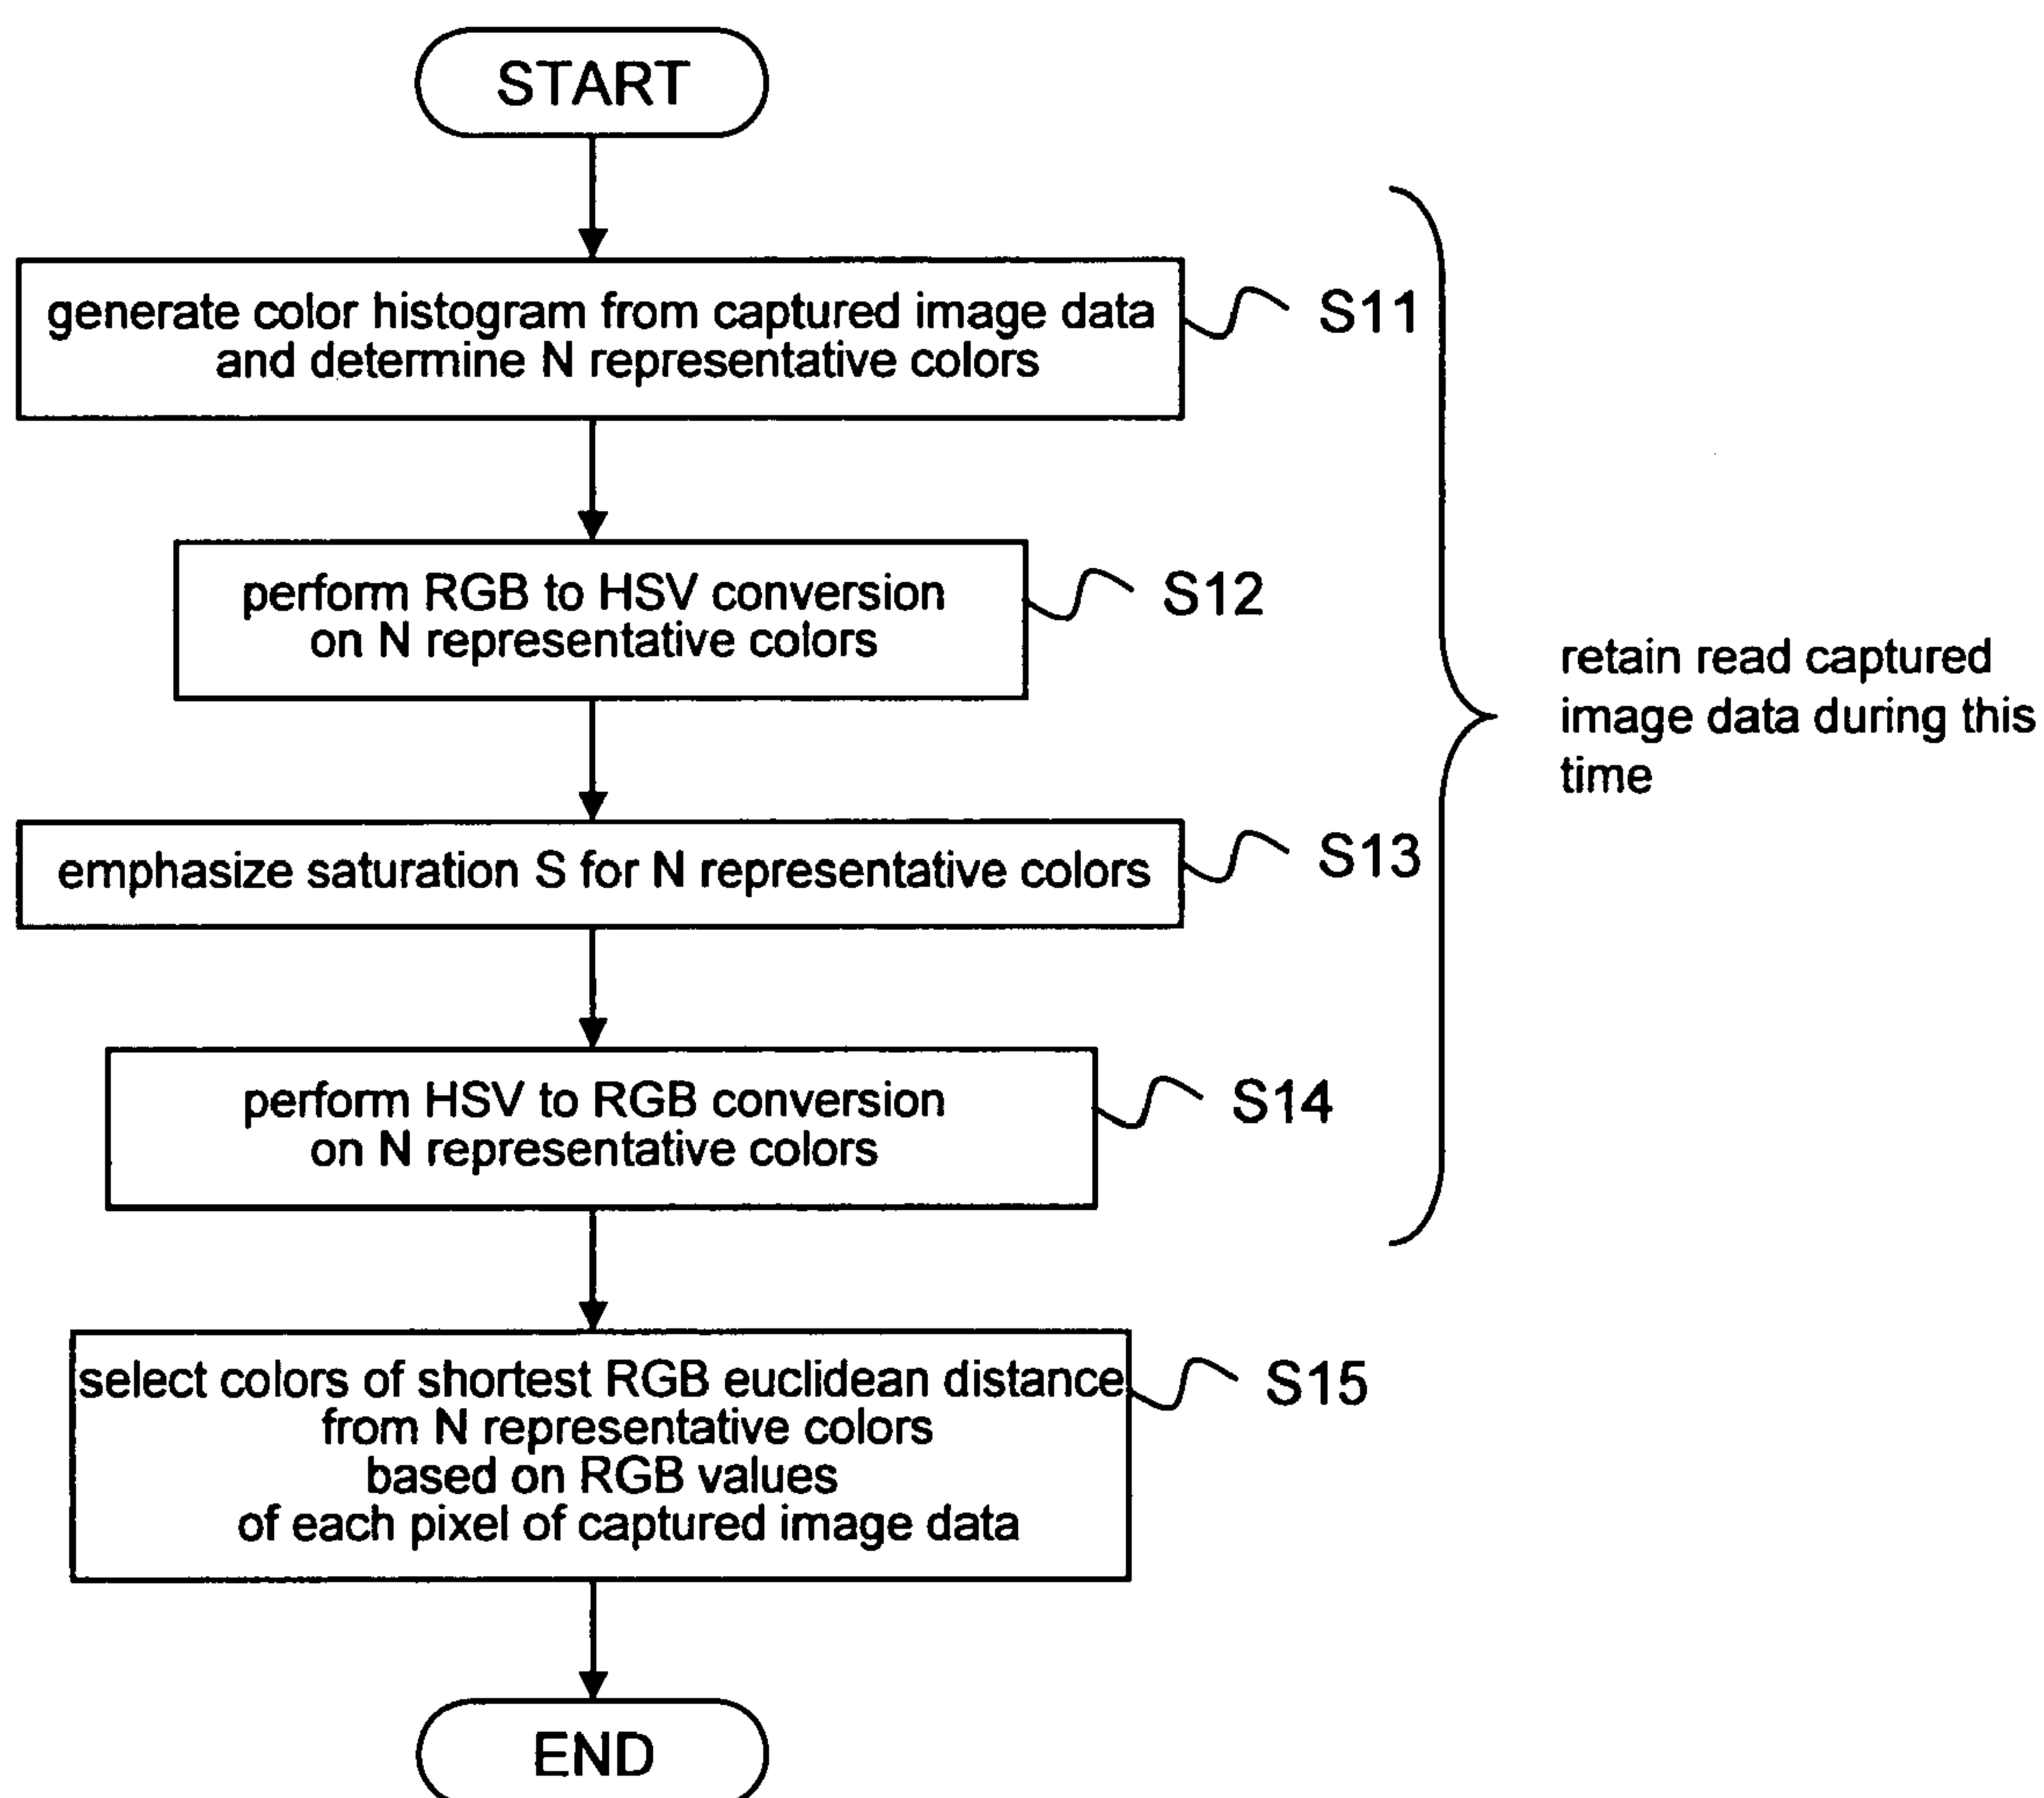 START
generate color histogram from captured image data
and determine N representative colors
S11
perform RGB to HSV conversion
on N representative colors
S12
retain read captured
image data during this
time
emphasize saturation S for N representative colors
S13
perform HSV to RGB conversion
on N representative colors
S14
select colors of shortest RGB euclidean distance
from N representative colors
based on RGB values
of each pixel of captured image data
S15
END